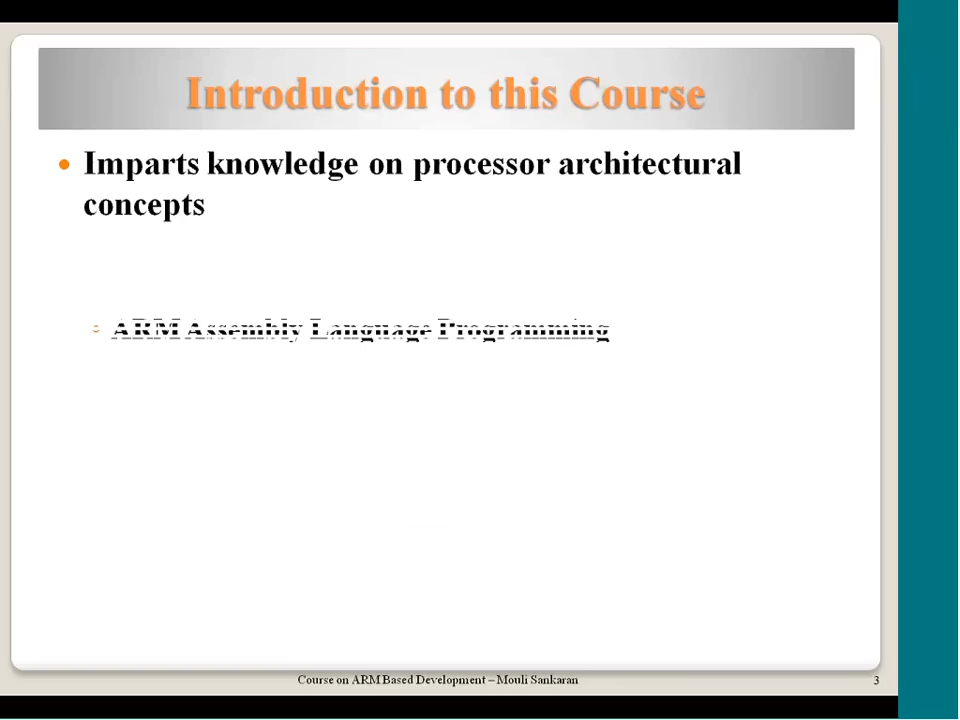 Introduction to this Course
• Imparts knowledge on processor architectural
concepts
• ARM Assembly Language Programming
Course on ARM Based Development – Mouli Sankaran
3